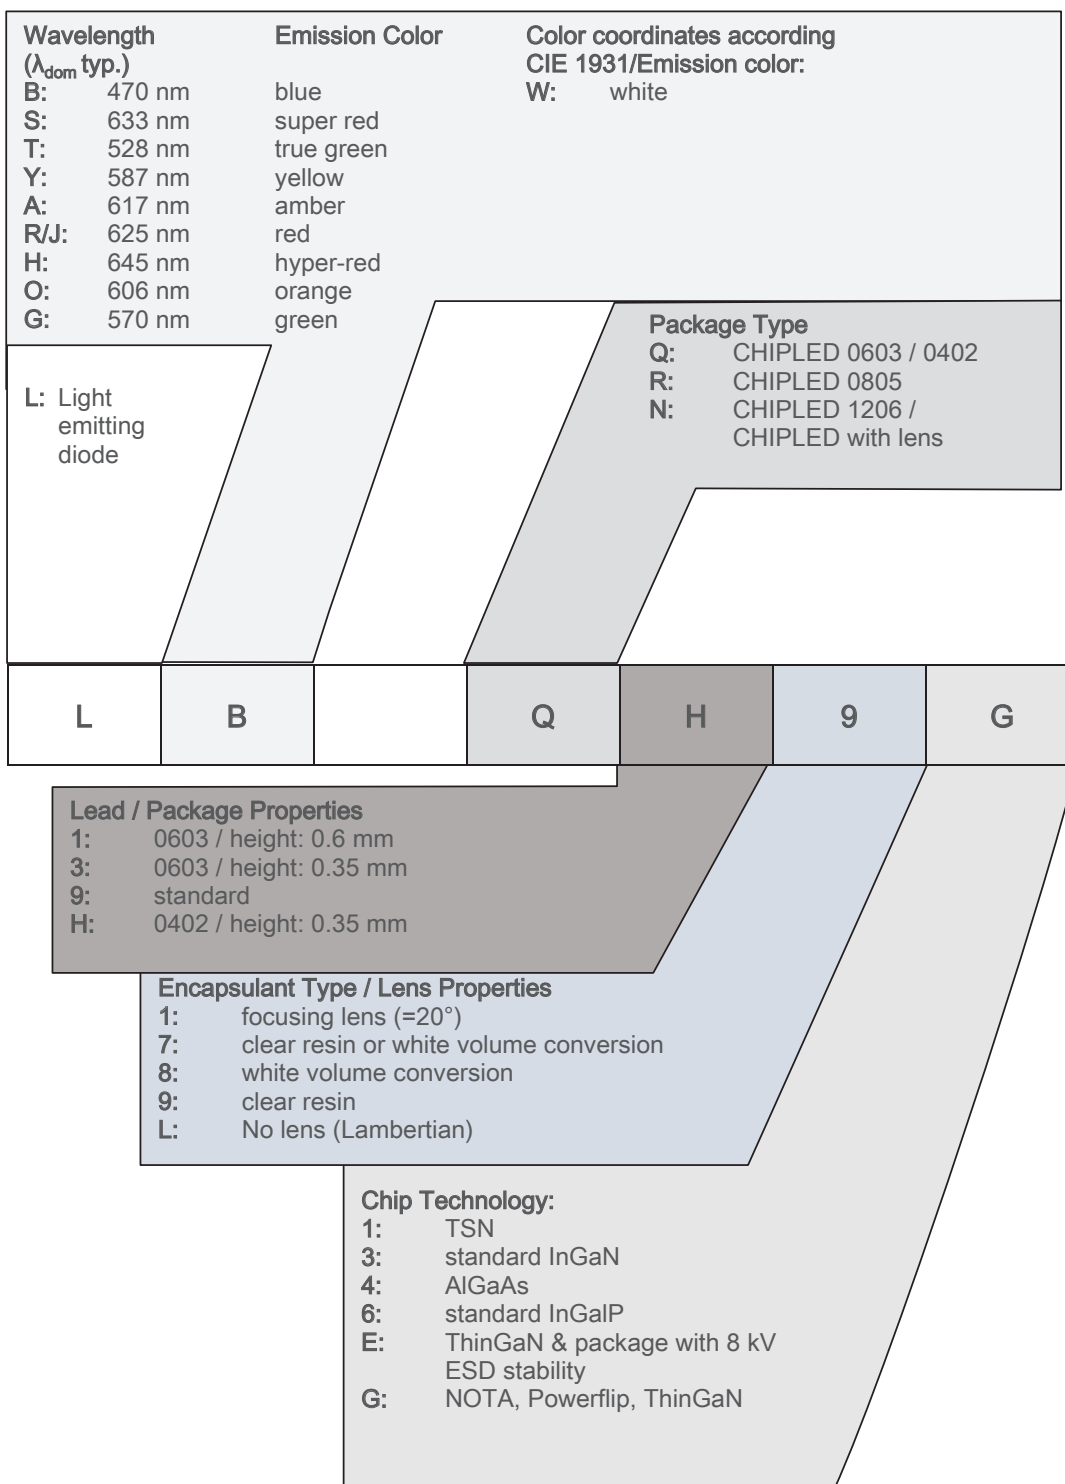 Wavelength Emission Color Color coordinates according
(λdom typ.) CIE 1931/Emission color:
B: 470 nm blue W: white
S: 633 nm super red
T: 528 nm true green
Y: 587 nm yellow
A: 617 nm amber
R/J: 625 nm red
H: 645 nm hyper-red
O: 606 nm orange
G: 570 nm green
Package Type
Q: CHIPLED 0603 / 0402
R: CHIPLED 0805
N: CHIPLED 1206 /
CHIPLED with lens
L: Light
emitting
diode
L B Q H 9 G
Lead / Package Properties
1: 0603 / height: 0.6 mm
3: 0603 / height: 0.35 mm
9: standard
H: 0402 / height: 0.35 mm
Encapsulant Type / Lens Properties
1: focusing lens (=20°)
7: clear resin or white volume conversion
8: white volume conversion
9: clear resin
L: No lens (Lambertian)
Chip Technology:
1: TSN
3: standard InGaN
4: AlGaAs
6: standard InGalP
E: ThinGaN & package with 8 kV
ESD stability
G: NOTA, Powerflip, ThinGaN